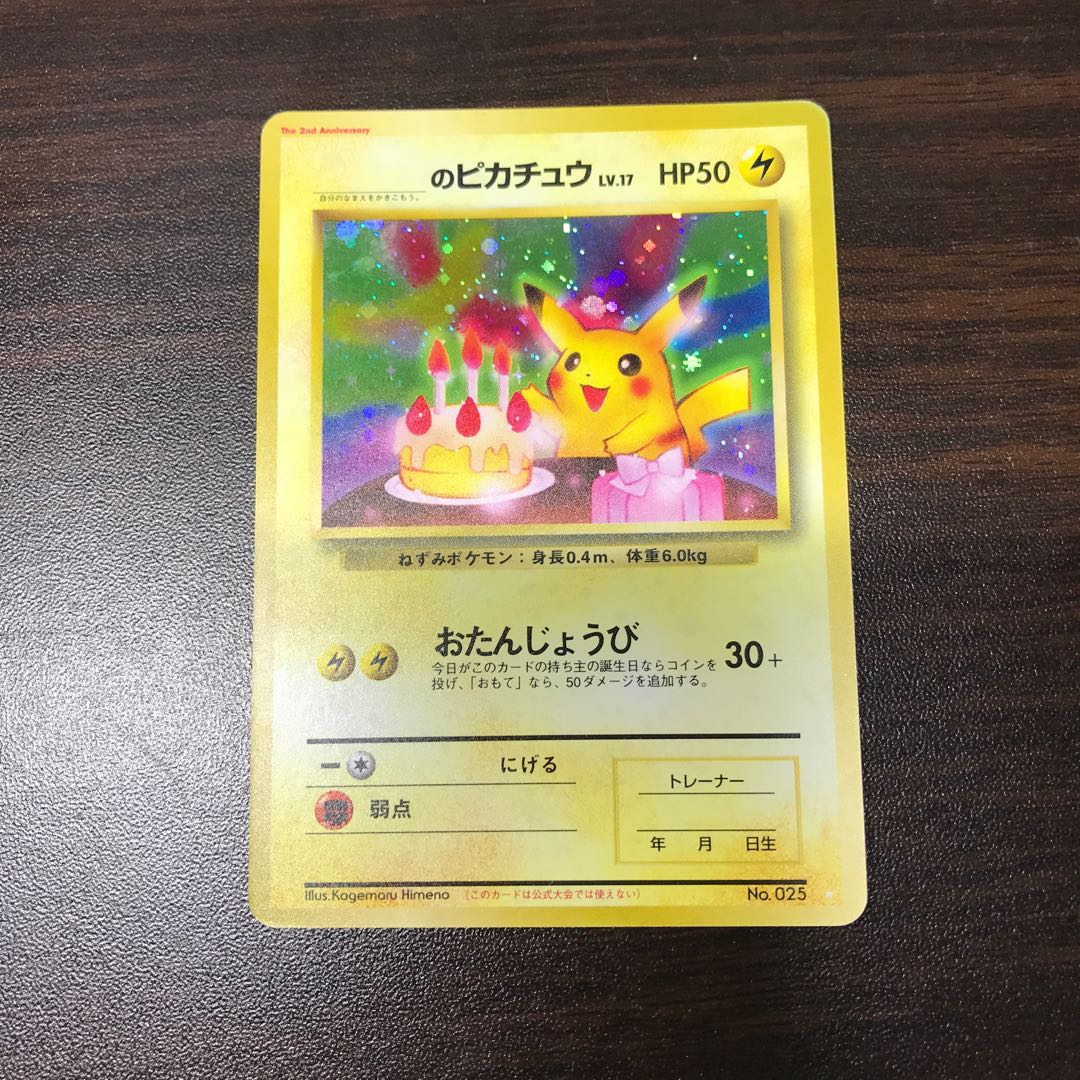 The 2nd Anniversary
のピカチュウ LV.17 HP50
自分のなまえをかきこもう。
ねずみポケモン：身長0.4m、体重6.0kg
おたんじょうび 30+
今日がこのカードの持ち主の誕生日ならコインを
投げ、「おもて」なら、50ダメージを追加する。
にげる
弱点
トレーナー
年 月 日生
Illus.Kagemaru Himeno (このカードは公式大会では使えない) No. 025